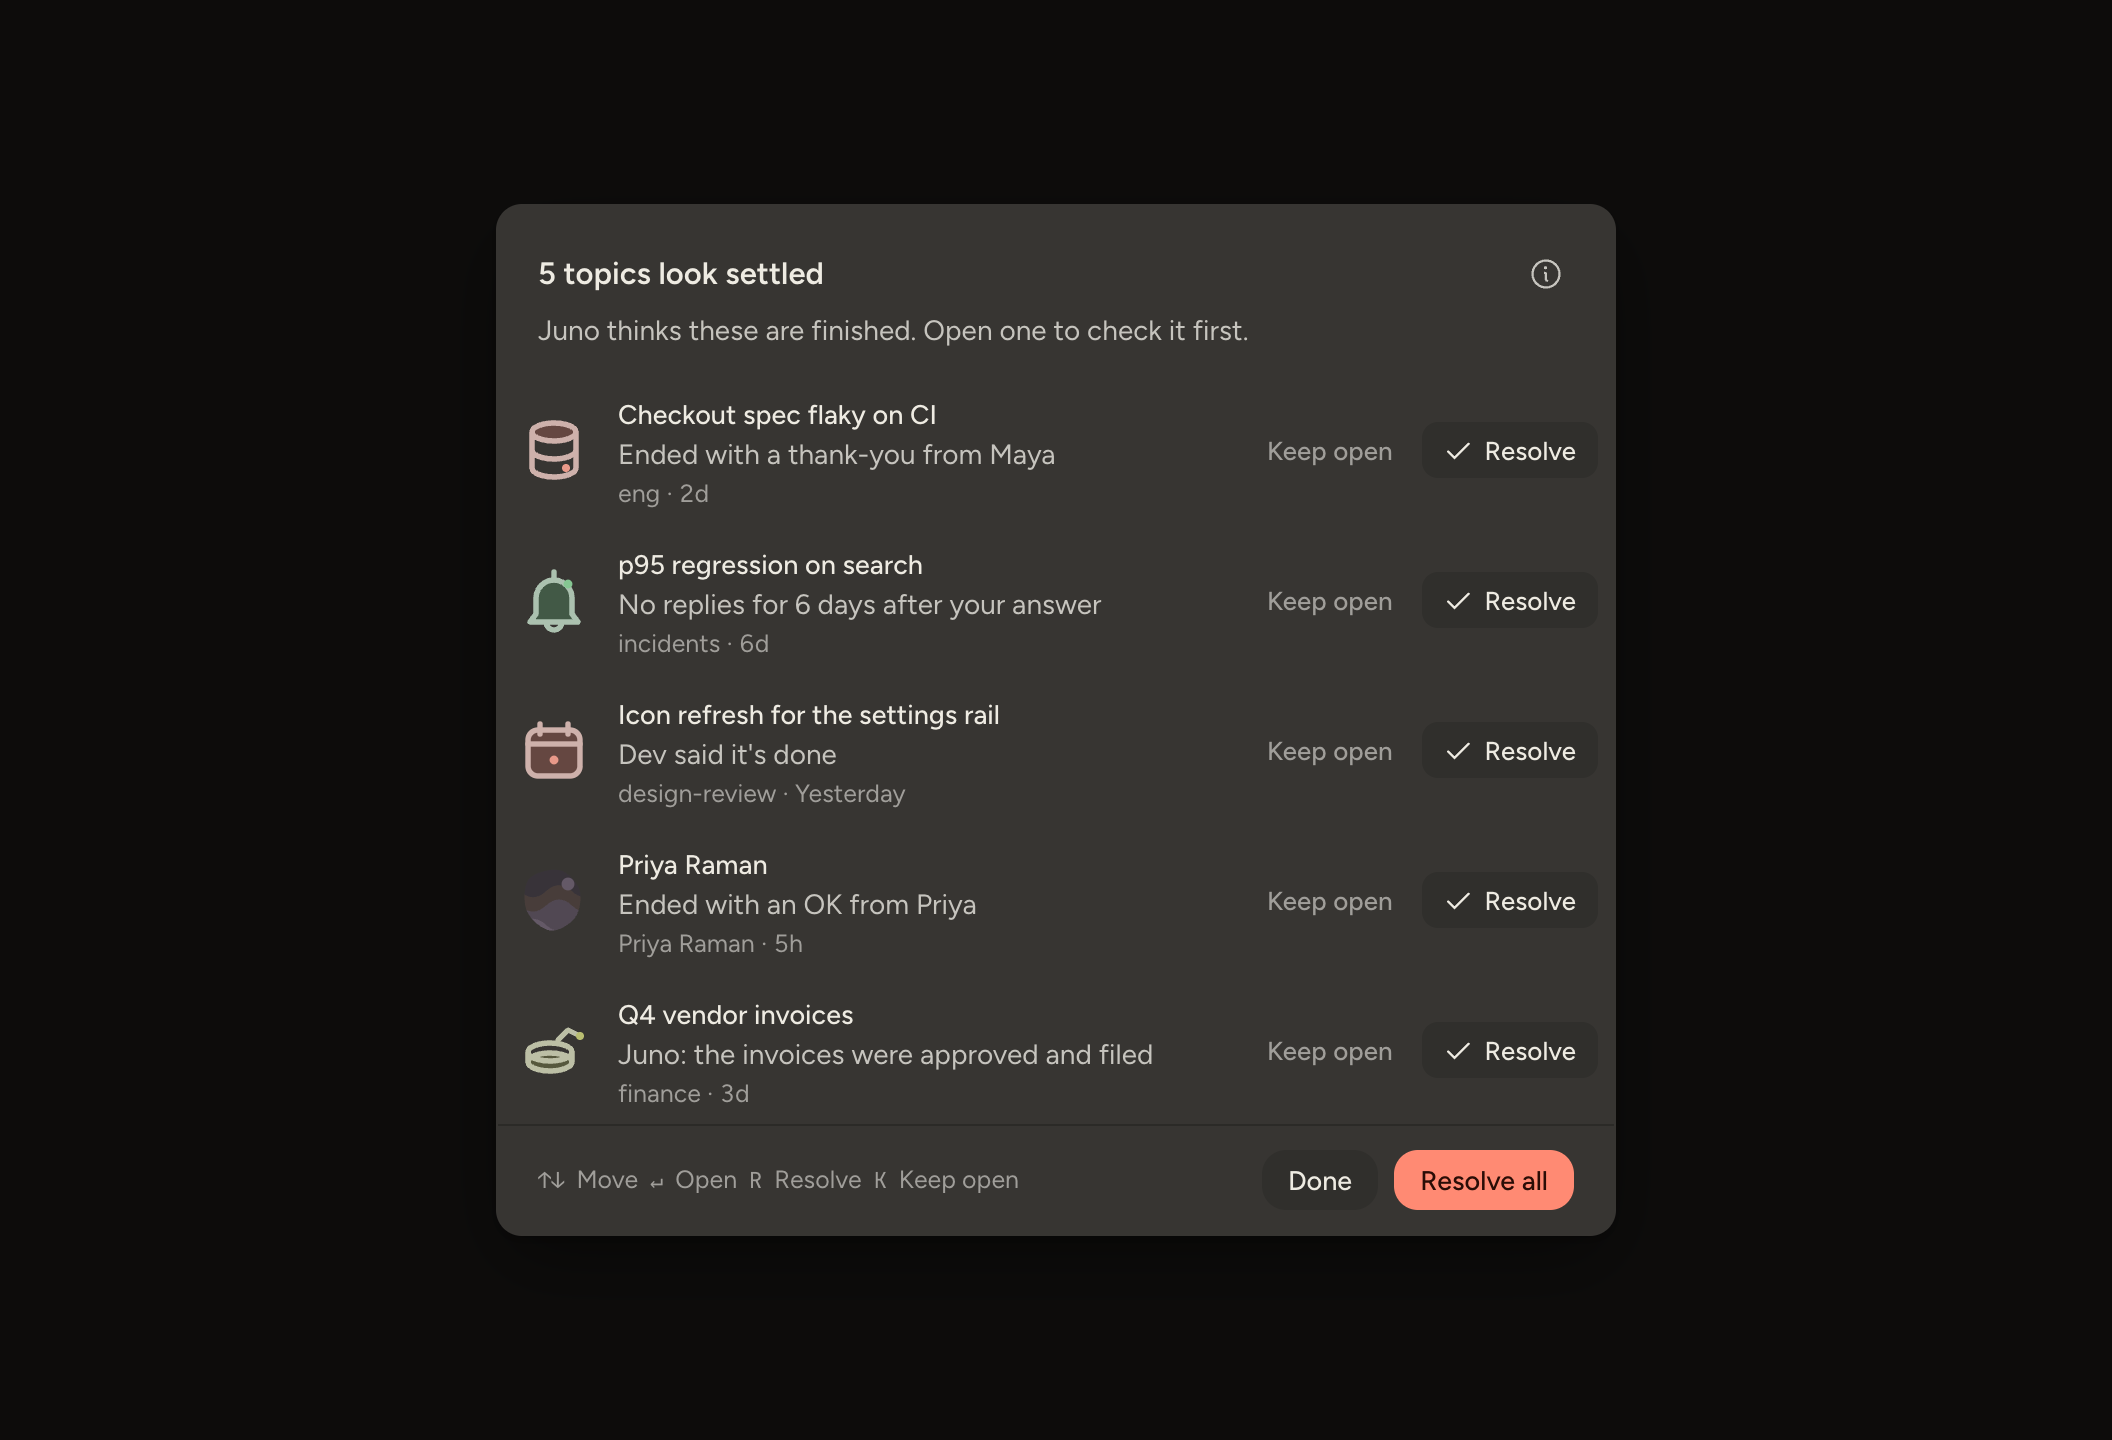 5 topics look settled
Juno thinks these are finished. Open one to check it first.
Checkout spec flaky on CI
Ended with a thank-you from Maya
eng · 2d
Keep open
Resolve
p95 regression on search
No replies for 6 days after your answer
incidents · 6d
Keep open
Resolve
Icon refresh for the settings rail
Dev said it's done
design-review · Yesterday
Keep open
Resolve
Priya Raman
Ended with an OK from Priya
Priya Raman · 5h
Keep open
Resolve
Q4 vendor invoices
Juno: the invoices were approved and filed
finance · 3d
Keep open
Resolve
↑↓ Move ↵ Open R Resolve K Keep open
Done
Resolve all